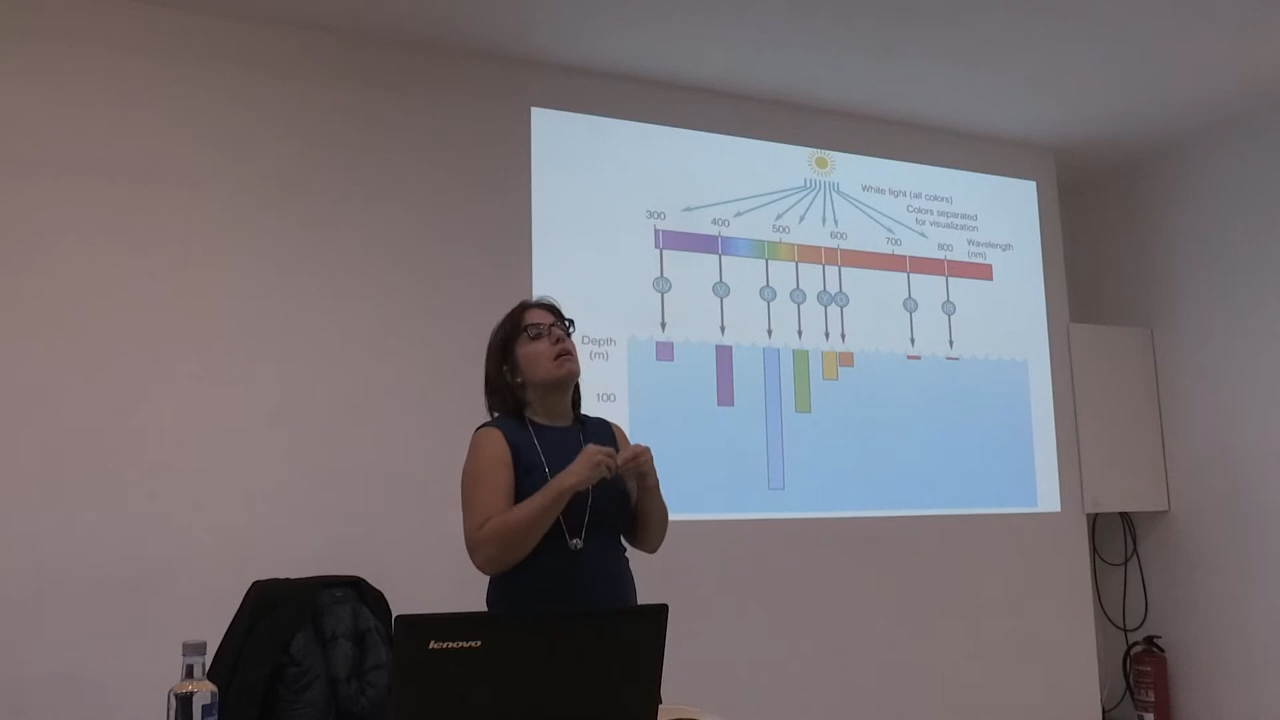 White light (all colors)
Colors separated
for visualization
300
400
500
600
700
800
Wavelength
(nm)
UV
V
B
G
Y
O
R
IR
Depth
(m)
100
lenovo